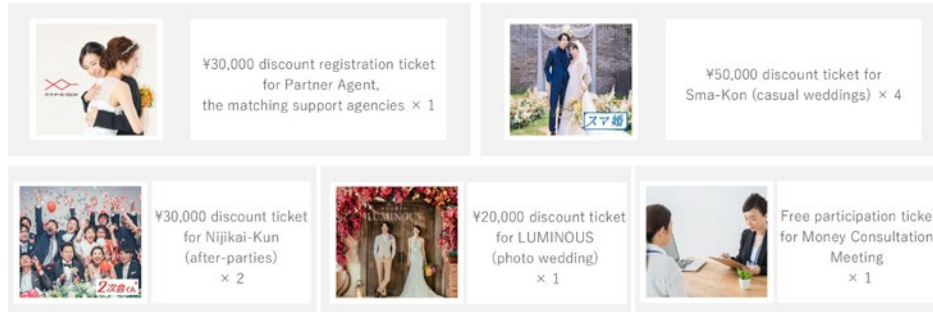 ¥30,000 discount registration ticket
for Partner Agent,
the matching support agencies × 1
¥50,000 discount ticket for
Sma-Kon (casual weddings) × 4
スマ婚
¥30,000 discount ticket
for Nijikai-Kun
(after-parties)
× 2
2次会くん
¥20,000 discount ticket
for LUMINOUS
(photo wedding)
× 1
LUMINOUS
Free participation ticke
for Money Consultation
Meeting
× 1